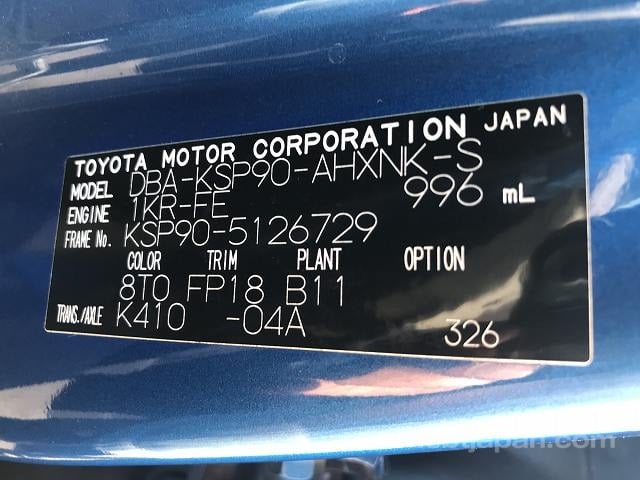 TOYOTA MOTOR CORPORATION JAPAN
MODEL DBA-KSP90-AHXNK-S
ENGINE 1KR-FE 996 mL
FRAME No. KSP90-5126729
COLOR TRIM PLANT OPTION
8T0 FP18 B11
TRANS./AXLE K410 -04A 326